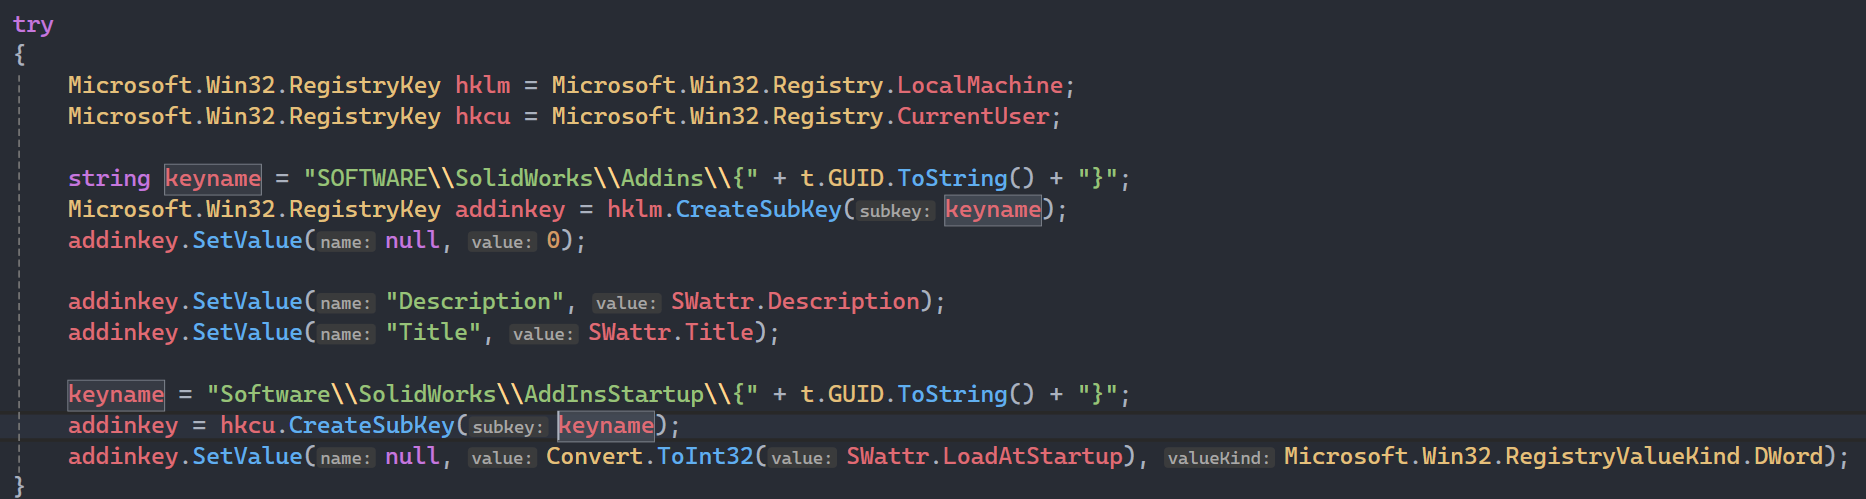 try
{
Microsoft.Win32.RegistryKey hklm = Microsoft.Win32.Registry.LocalMachine;
Microsoft.Win32.RegistryKey hkcu = Microsoft.Win32.Registry.CurrentUser;
string keyname = "SOFTWARE\\SolidWorks\\Addins\\{" + t.GUID.ToString() + "}";
Microsoft.Win32.RegistryKey addinkey = hklm.CreateSubKey(subkey: keyname);
addinkey.SetValue(name: null, value: 0);
addinkey.SetValue(name: "Description", value: SWattr.Description);
addinkey.SetValue(name: "Title", value: SWattr.Title);
keyname = "Software\\SolidWorks\\AddInsStartup\\{" + t.GUID.ToString() + "}";
addinkey = hkcu.CreateSubKey(subkey: keyname);
addinkey.SetValue(name: null, value: Convert.ToInt32(value: SWattr.LoadAtStartup), valueKind: Microsoft.Win32.RegistryValueKind.DWord);
}